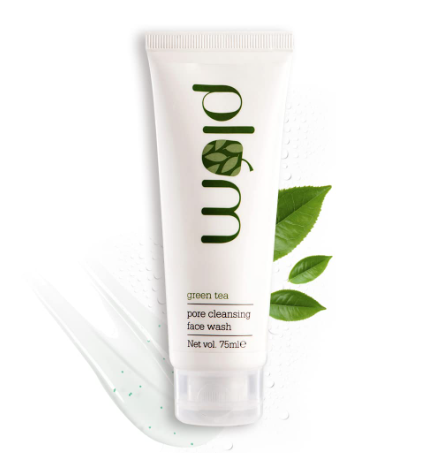 plum
green tea
pore cleansing
face wash
Net vol. 75ml℮